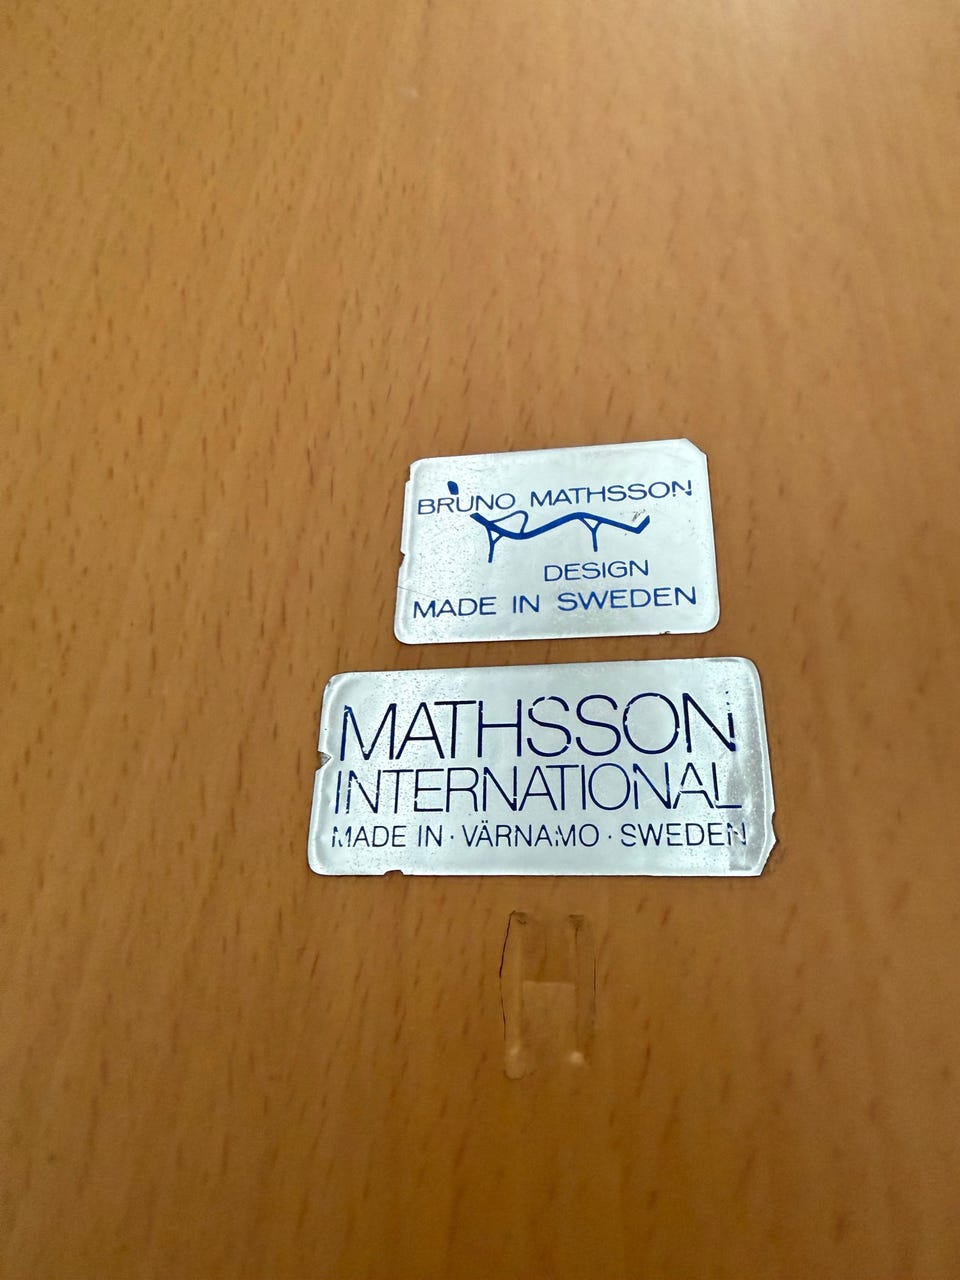 BRUNO MATHSSON
DESIGN
MADE IN SWEDEN
MATHSSON
INTERNATIONAL
MADE IN · VÄRNAMO · SWEDEN